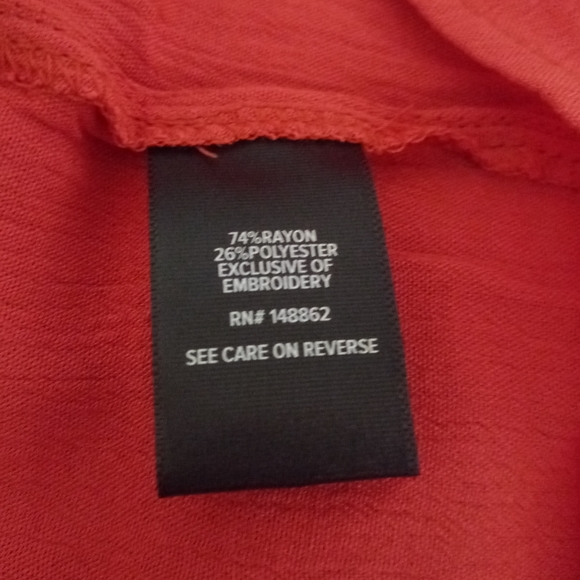 74%RAYON
26%POLYESTER
EXCLUSIVE OF
EMBROIDERY
RN# 148862
SEE CARE ON REVERSE